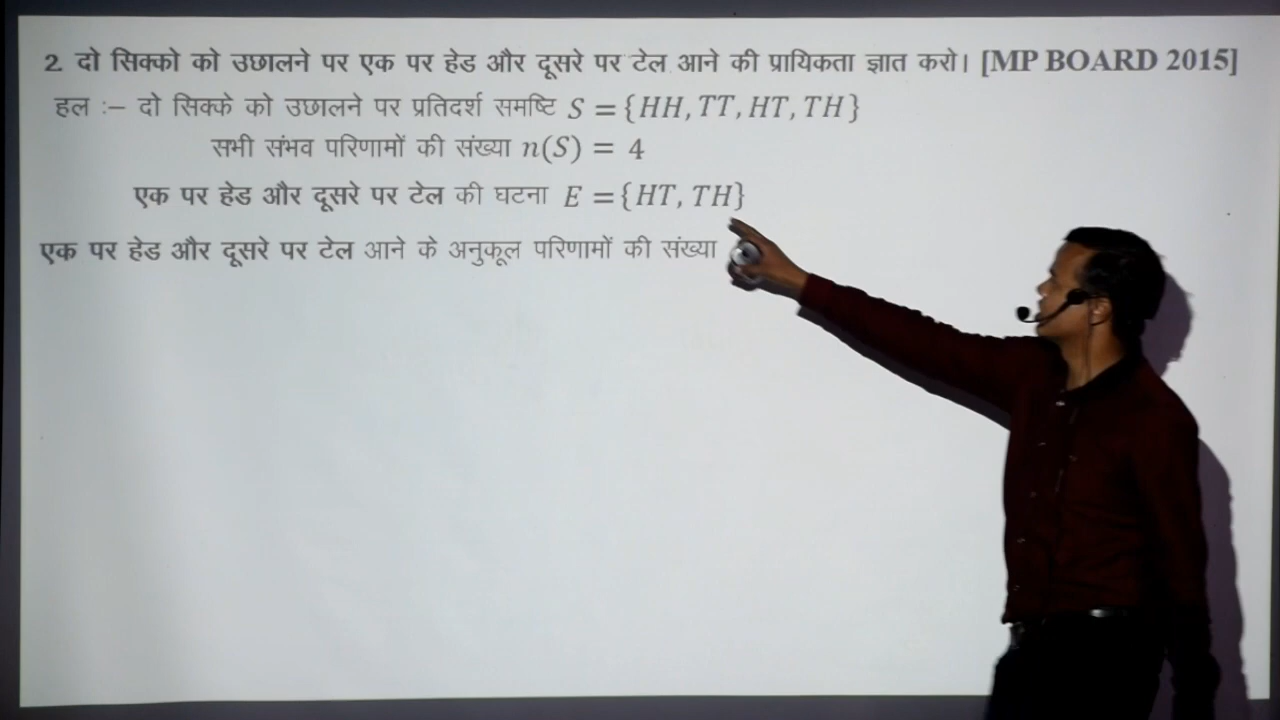 2. दो सिक्को को उछालने पर एक पर हेड और दूसरे पर टेल आने की प्रायिकता ज्ञात करो। [MP BOARD 2015]
हल :– दो सिक्के को उछालने पर प्रतिदर्श समष्टि S = {HH, TT, HT, TH}
सभी संभव परिणामों की संख्या n(S) = 4
एक पर हेड और दूसरे पर टेल की घटना E = {HT, TH}
एक पर हेड और दूसरे पर टेल आने के अनुकूल परिणामों की संख्या